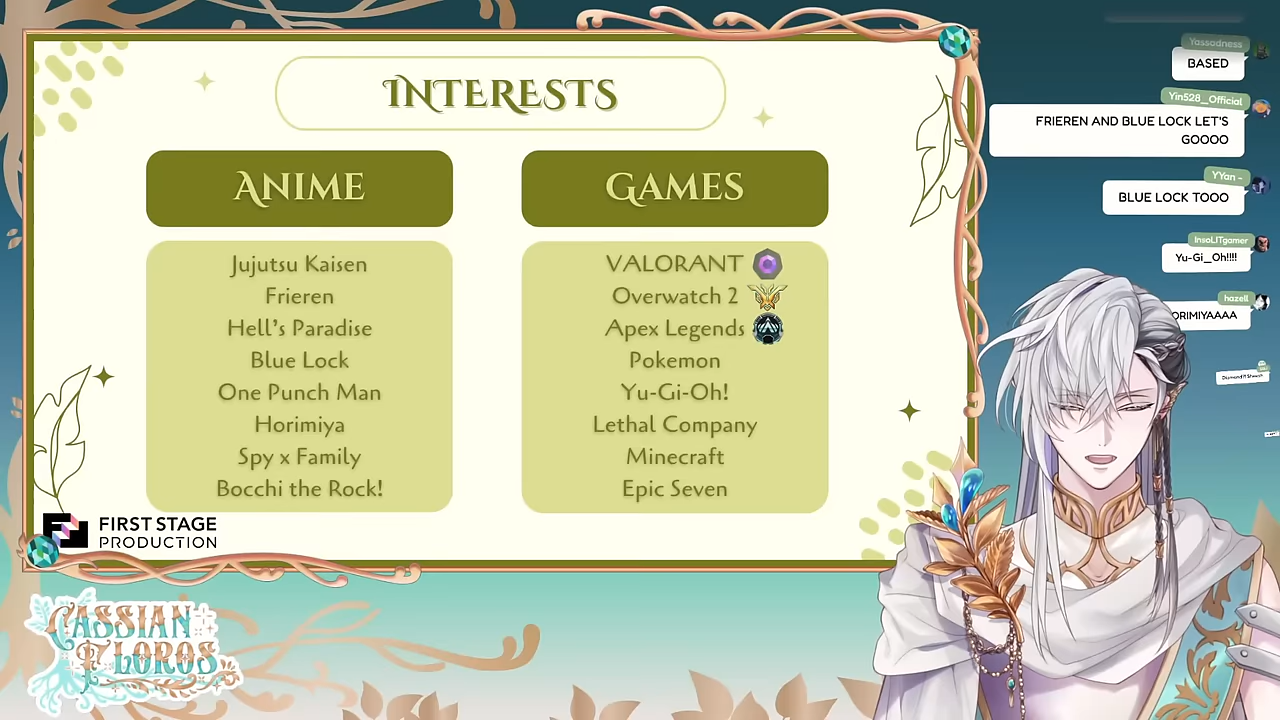 INTERESTS
ANIME
Jujutsu Kaisen
Frieren
Hell's Paradise
Blue Lock
One Punch Man
Horimiya
Spy x Family
Bocchi the Rock!
GAMES
VALORANT
Overwatch 2
Apex Legends
Pokemon
Yu-Gi-Oh!
Lethal Company
Minecraft
Epic Seven
FIRST STAGE
PRODUCTION
CASSIAN
FLOROS
Yassadness
BASED
Yin528_Official
FRIEREN AND BLUE LOCK LET'S
GOOOO
YYan -
BLUE LOCK TOOO
InsaLITgamer
Yu-Gi_Oh!!!!
hazell
ORIMIYAAAA